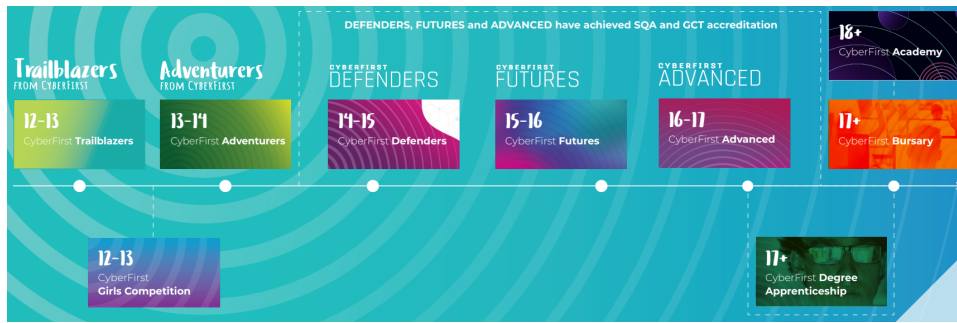 DEFENDERS, FUTURES and ADVANCED have achieved SQA and GCT accreditation
18+
CyberFirst Academy
Trailblazers
FROM CYBERFIRST
Adventurers
FROM CYBERFIRST
CYBERFIRST
DEFENDERS
CYBERFIRST
FUTURES
CYBERFIRST
ADVANCED
12-13
CyberFirst Trailblazers
13-14
CyberFirst Adventurers
14-15
CyberFirst Defenders
15-16
CyberFirst Futures
16-17
CyberFirst Advanced
17+
CyberFirst Bursary
12-13
CyberFirst
Girls Competition
17+
CyberFirst Degree
Apprenticeship